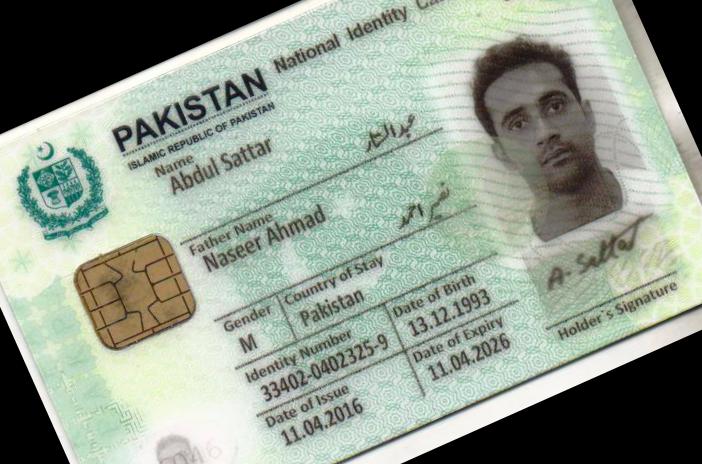 PAKISTAN National Identity
ISLAMIC REPUBLIC OF PAKISTAN
Name
Abdul Sattar
عبدالستار
Father Name
Naseer Ahmad
نصیر احمد
Gender Country of Stay
M Pakistan
Identity Number Date of Birth
33402-0402325-9 13.12.1993
Date of Issue Date of Expiry
11.04.2016 11.04.2026
A. Sattar
Holder's Signature